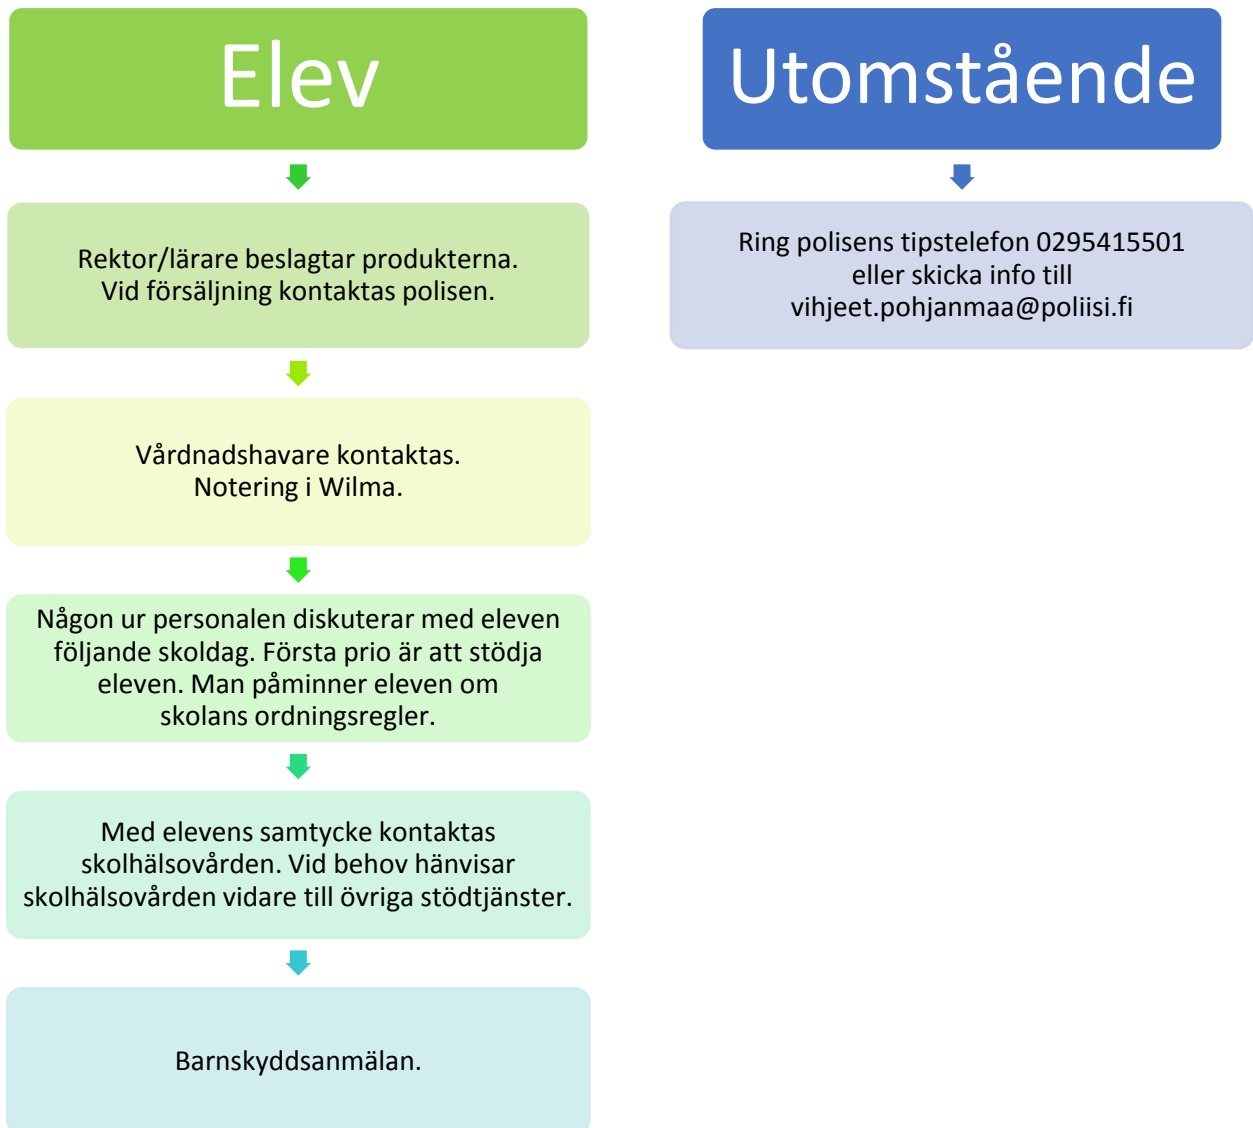 Elev
Rektor/lärare beslagtar produkterna.
Vid försäljning kontaktas polisen.
Vårdnadshavare kontaktas.
Notering i Wilma.
Någon ur personalen diskuterar med eleven
följande skoldag. Första prio är att stödja
eleven. Man påminner eleven om
skolans ordningsregler.
Med elevens samtycke kontaktas
skolhälsovården. Vid behov hänvisar
skolhälsovården vidare till övriga stödtjänster.
Barnskyddsanmälan.
Utomstående
Ring polisens tipstelefon 0295415501
eller skicka info till
vihjeet.pohjanmaa@poliisi.fi